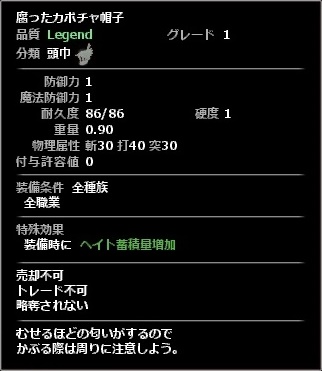 腐ったカボチャ帽子
品質 Legend グレード 1
分類 頭巾
防御力 1
魔法防御力 1
耐久度 86/86 硬度 1
重量 0.90
物理属性 斬30 打40 突30
付与許容値 0
装備条件 全種族
全職業
特殊効果
装備時に ヘイト蓄積量増加
売却不可
トレード不可
略奪されない
むせるほどの匂いがするので
かぶる際は周りに注意しよう。